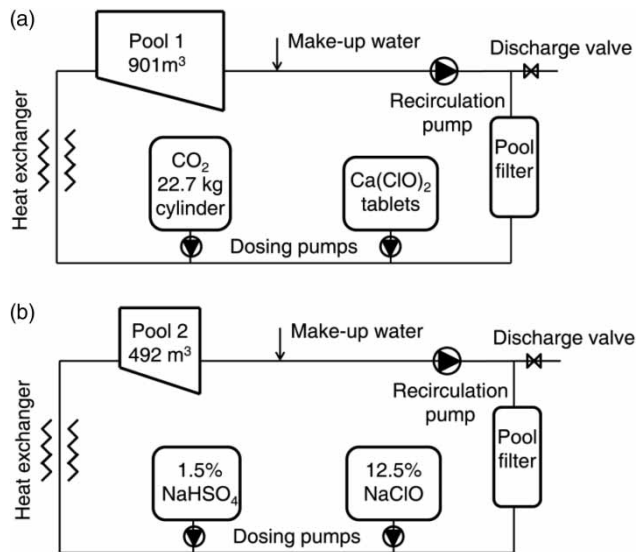 (a)
Pool 1
901m³
Make-up water
Discharge valve
Recirculation
pump
Heat exchanger
CO₂
22.7 kg
cylinder
Ca(ClO)₂
tablets
Pool
filter
Dosing pumps
(b)
Pool 2
492 m³
Make-up water
Discharge valve
Recirculation
pump
Heat exchanger
1.5%
NaHSO₄
12.5%
NaClO
Pool
filter
Dosing pumps